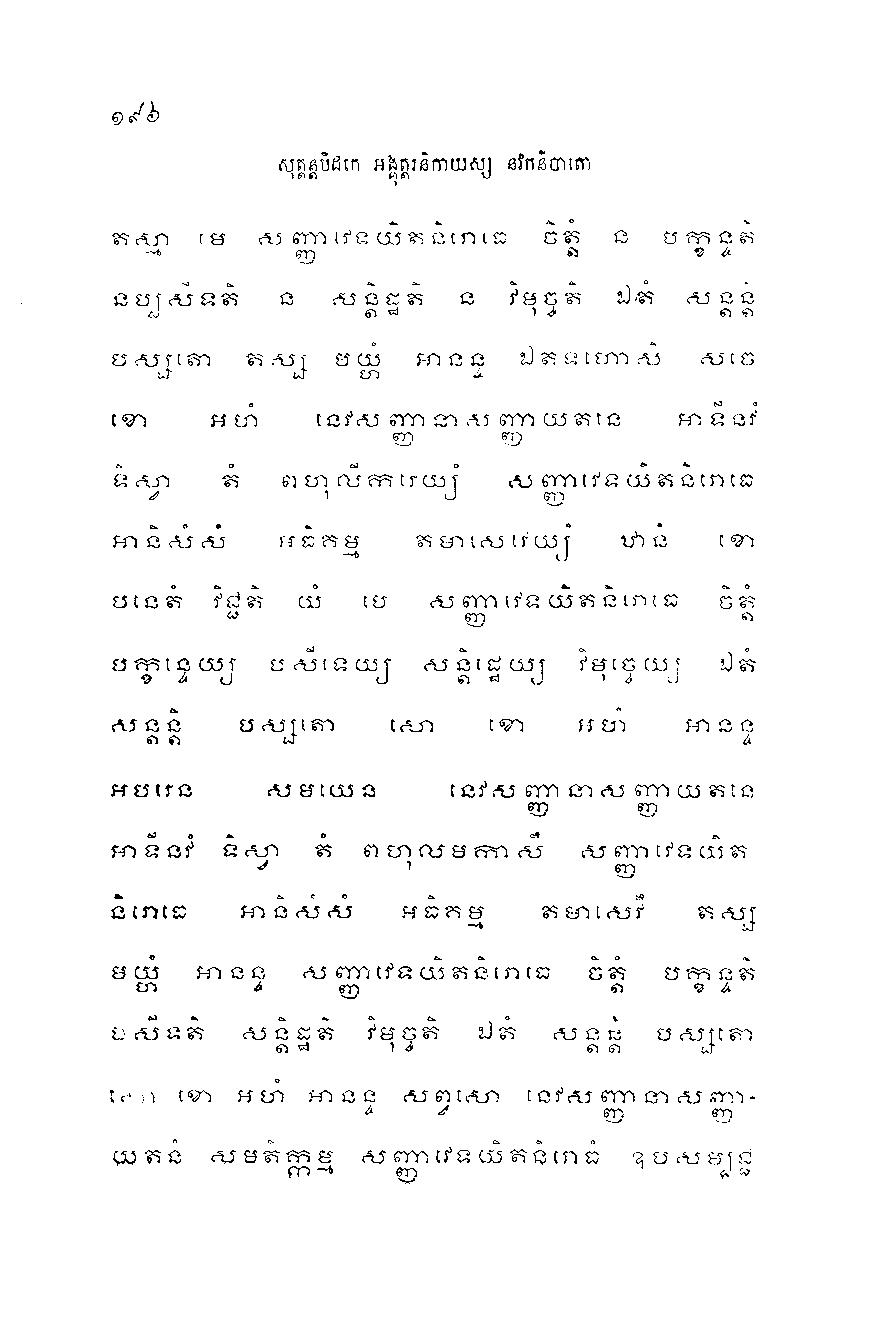 ១៩៦
សុត្តន្តបិដកេ អង្គុត្តរនិកាយស្ស នវកនិបាតោ
តស្មា មេ សញ្ញាវេទយិតនិរោធេ ចិត្តំ ន បក្ខន្ទតិ
នប្បសីទតិ ន សន្តិដ្ឋតិ ន វិមុច្ចតិ ឯតំ សន្តន្តិ
បស្សតោ តស្ស មយ្ហំ អានន្ទ ឯតទហោសិ សចេ
ខោ អហំ នេវសញ្ញានាសញ្ញាយតនេ អាទីនវំ
ទិស្វា តំ ពហុលីករេយ្យំ សញ្ញាវេទយិតនិរោធេ
អានិសំសំ អធិគម្ម តមាសេវេយ្យំ ឋានំ ខោ
បនេតំ វិជ្ជតិ យំ មេ សញ្ញាវេទយិតនិរោធេ ចិត្តំ
បក្ខន្ទេយ្យ បសីទេយ្យ សន្តិដ្ឋេយ្យ វិមុច្ចេយ្យ ឯតំ
សន្តន្តិ បស្សតោ សោ ខោ អហំ អានន្ទ
អបរេន សមយេន នេវសញ្ញានាសញ្ញាយតនេ
អាទីនវំ ទិស្វា តំ ពហុលមកាសឹ សញ្ញាវេទយិត
និរោធេ អានិសំសំ អធិគម្ម តមាសេវឹ តស្ស
មយ្ហំ អានន្ទ សញ្ញាវេទយិតនិរោធេ ចិត្តំ បក្ខន្ទតិ
បសីទតិ សន្តិដ្ឋតិ វិមុច្ចតិ ឯតំ សន្តន្តិ បស្សតោ
ខោ អហំ អានន្ទ សព្វសោ នេវសញ្ញានាសញ្ញា-
យតនំ សមតិក្កម្ម សញ្ញាវេទយិតនិរោធំ ឧបសម្បជ្ជ